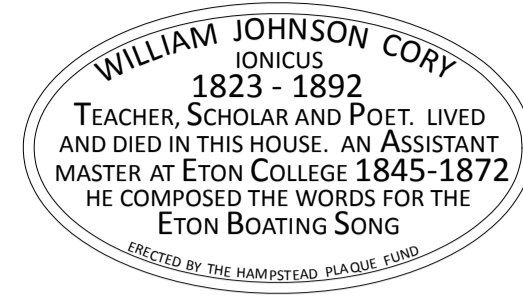 WILLIAM JOHNSON CORY
IONICUS
1823 - 1892
TEACHER, SCHOLAR AND POET. LIVED
AND DIED IN THIS HOUSE. AN ASSISTANT
MASTER AT ETON COLLEGE 1845-1872
HE COMPOSED THE WORDS FOR THE
ETON BOATING SONG
ERECTED BY THE HAMPSTEAD PLAQUE FUND